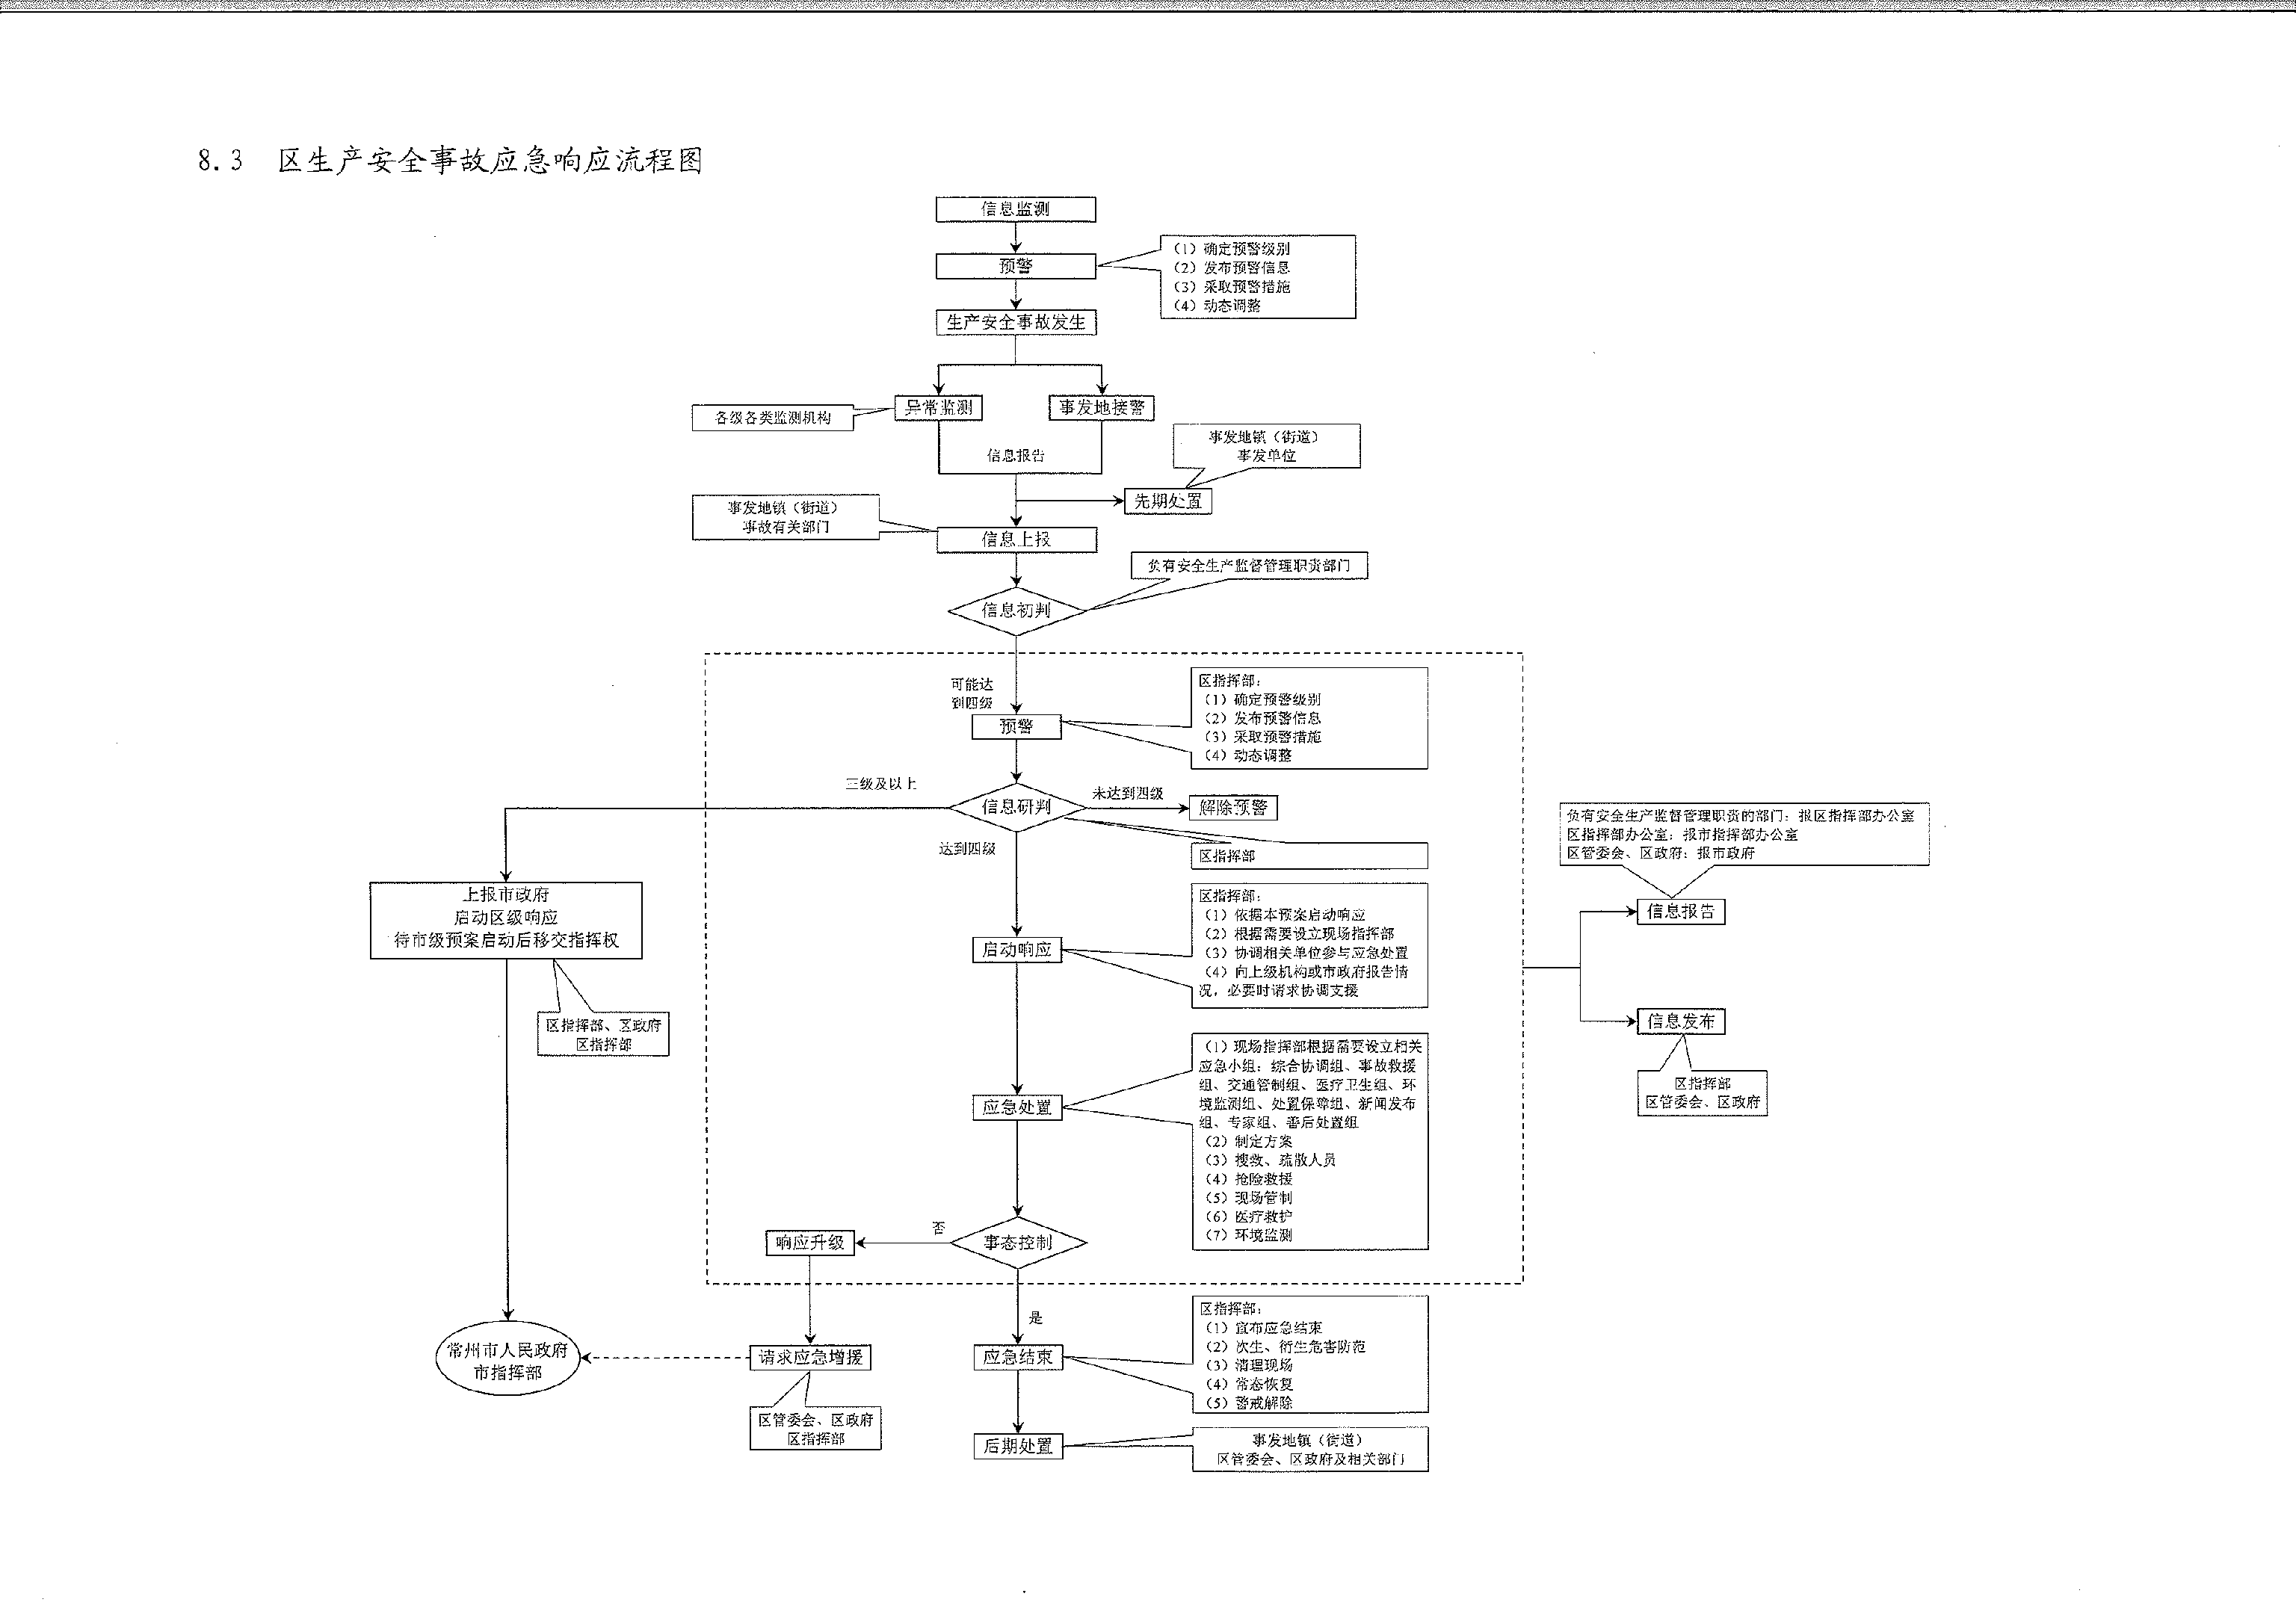 8.3 区生产安全事故应急响应流程图
信息监测
预警
(1) 确定预警级别
(2) 发布预警信息
(3) 采取预警措施
(4) 动态调整
生产安全事故发生
各级各类监测机构
异常监测
事发地接警
信息报告
事发地镇（街道）
事发单位
先期处置
事发地镇（街道）
事故有关部门
信息上报
负有安全生产监督管理职责部门
信息初判
可能达
到四级
预警
区指挥部：
(1) 确定预警级别
(2) 发布预警信息
(3) 采取预警措施
(4) 动态调整
三级及以上
信息研判
未达到四级
解除预警
区指挥部
达到四级
上报市政府
启动区级响应
待市级预案启动后移交指挥权
区指挥部、区政府
区指挥部
启动响应
区指挥部：
(1) 依据本预案启动响应
(2) 根据需要设立现场指挥部
(3) 协调相关单位参与应急处置
(4) 向上级机构或市政府报告情
况，必要时请求协调支援
负有安全生产监督管理职责的部门：报区指挥部办公室
区指挥部办公室：报市指挥部办公室
区管委会、区政府：报市政府
信息报告
信息发布
区指挥部
区管委会、区政府
应急处置
(1) 现场指挥部根据需要设立相关
应急小组：综合协调组、事故救援
组、交通管制组、医疗卫生组、环
境监测组、处置保障组、新闻发布
组、专家组、善后处置组
(2) 制定方案
(3) 搜救、疏散人员
(4) 抢险救援
(5) 现场管制
(6) 医疗救护
(7) 环境监测
响应升级
否
事态控制
是
常州市人民政府
市指挥部
请求应急增援
区管委会、区政府
区指挥部
应急结束
区指挥部：
(1) 宣布应急结束
(2) 次生、衍生危害防范
(3) 清理现场
(4) 常态恢复
(5) 警戒解除
后期处置
事发地镇（街道）
区管委会、区政府及相关部门